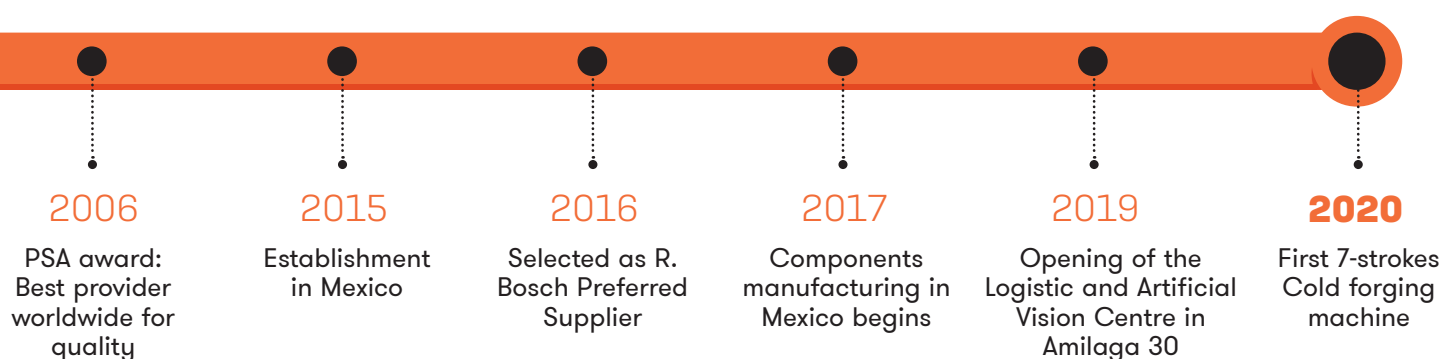 2006
PSA award:
Best provider
worldwide for
quality
2015
Establishment
in Mexico
2016
Selected as R.
Bosch Preferred
Supplier
2017
Components
manufacturing in
Mexico begins
2019
Opening of the
Logistic and Artificial
Vision Centre in
Amilaga 30
2020
First 7-strokes
Cold forging
machine